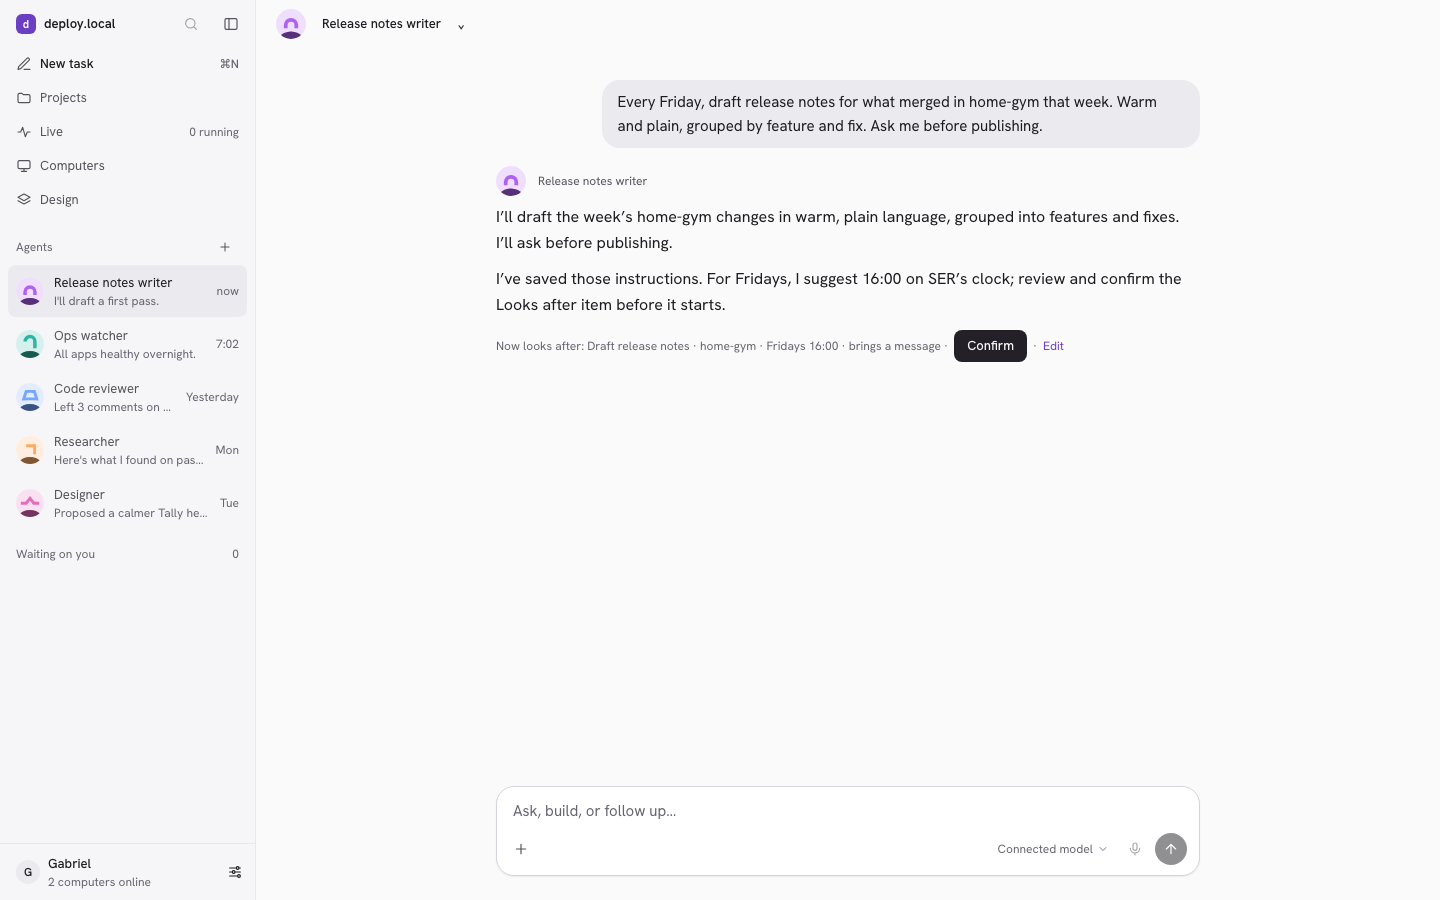 d deploy.local
New task ⌘N
Projects
Live 0 running
Computers
Design
Agents
Release notes writer
I'll draft a first pass.
now
Ops watcher
All apps healthy overnight.
7:02
Code reviewer
Left 3 comments on ...
Yesterday
Researcher
Here's what I found on pas...
Mon
Designer
Proposed a calmer Tally he...
Tue
Waiting on you 0
G
Gabriel
2 computers online
Release notes writer
Every Friday, draft release notes for what merged in home-gym that week. Warm
and plain, grouped by feature and fix. Ask me before publishing.
Release notes writer
I’ll draft the week’s home-gym changes in warm, plain language, grouped into features and fixes.
I’ll ask before publishing.
I’ve saved those instructions. For Fridays, I suggest 16:00 on SER’s clock; review and confirm the
Looks after item before it starts.
Now looks after: Draft release notes · home-gym · Fridays 16:00 · brings a message · Confirm · Edit
Ask, build, or follow up...
Connected model